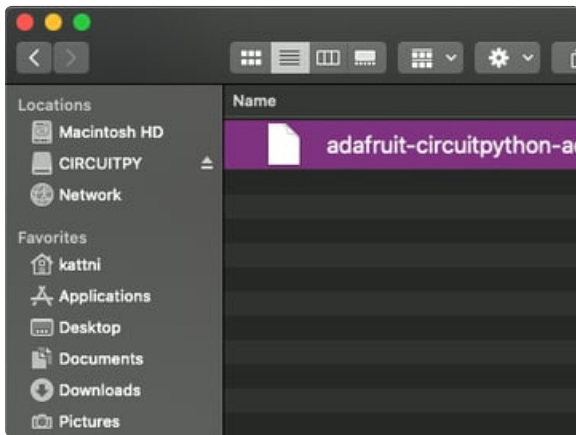 Locations
Name
Macintosh HD
adafruit-circuitpython-a
CIRCUITPY
Network
Favorites
kattni
Applications
Desktop
Documents
Downloads
Pictures